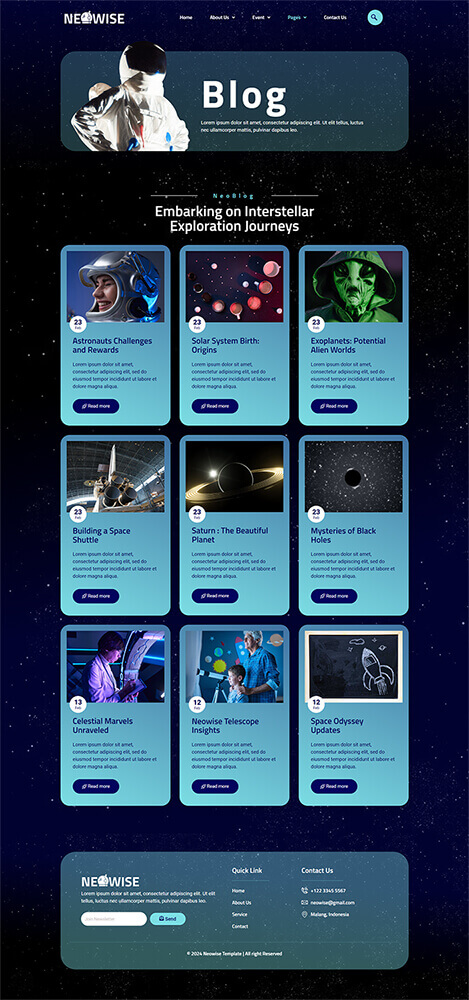 NEOWISE
Home About Us Event Pages Contact Us
Blog
Lorem ipsum dolor sit amet, consectetur adipiscing elit. Ut elit tellus, luctus
nec ullamcorper mattis, pulvinar dapibus leo.
NeoBlog
Embarking on Interstellar
Exploration Journeys
23
Feb
Astronauts Challenges
and Rewards
Lorem ipsum dolor sit amet,
consectetur adipiscing elit, sed do
eiusmod tempor incididunt ut labore et
dolore magna aliqua.
Read more
23
Feb
Solar System Birth:
Origins
Lorem ipsum dolor sit amet,
consectetur adipiscing elit, sed do
eiusmod tempor incididunt ut labore et
dolore magna aliqua.
Read more
23
Feb
Exoplanets: Potential
Alien Worlds
Lorem ipsum dolor sit amet,
consectetur adipiscing elit, sed do
eiusmod tempor incididunt ut labore et
dolore magna aliqua.
Read more
23
Feb
Building a Space
Shuttle
Lorem ipsum dolor sit amet,
consectetur adipiscing elit, sed do
eiusmod tempor incididunt ut labore et
dolore magna aliqua.
Read more
23
Feb
Saturn : The Beautiful
Planet
Lorem ipsum dolor sit amet,
consectetur adipiscing elit, sed do
eiusmod tempor incididunt ut labore et
dolore magna aliqua.
Read more
23
Feb
Mysteries of Black
Holes
Lorem ipsum dolor sit amet,
consectetur adipiscing elit, sed do
eiusmod tempor incididunt ut labore et
dolore magna aliqua.
Read more
13
Feb
Celestial Marvels
Unraveled
Lorem ipsum dolor sit amet,
consectetur adipiscing elit, sed do
eiusmod tempor incididunt ut labore et
dolore magna aliqua.
Read more
12
Feb
Neowise Telescope
Insights
Lorem ipsum dolor sit amet,
consectetur adipiscing elit, sed do
eiusmod tempor incididunt ut labore et
dolore magna aliqua.
Read more
12
Feb
Space Odyssey
Updates
Lorem ipsum dolor sit amet,
consectetur adipiscing elit, sed do
eiusmod tempor incididunt ut labore et
dolore magna aliqua.
Read more
NEOWISE
Lorem ipsum dolor sit amet, consectetur adipiscing elit. Ut elit tellus,
luctus nec ullamcorper mattis, pulvinar dapibus leo.
Join Newsletter
Send
Quick Link
Home
About Us
Service
Contact
Contact Us
+122 3345 5567
neowise@gmail.com
Malang, Indonesia
© 2024 Neowise Template | All right Reserved